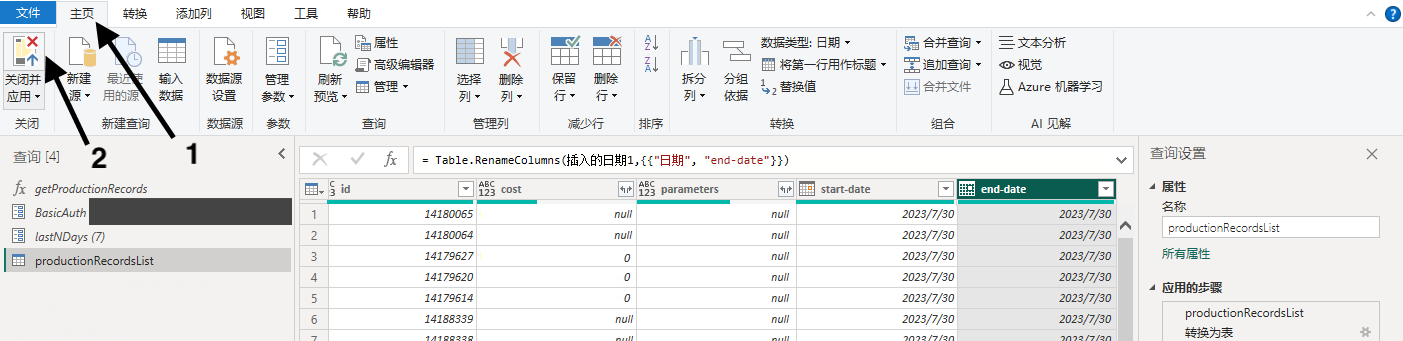 文件 主页 转换 添加列 视图 工具 帮助
关闭并应用 新建源 最近使用的源 输入数据 数据源设置 管理参数 刷新预览 属性 高级编辑器 管理 选择列 删除列 保留行 删除行 拆分列 分组依据 数据类型: 日期 将第一行用作标题 替换值 合并查询 追加查询 合并文件 文本分析 视觉 Azure 机器学习
关闭 新建查询 数据源 参数 查询 管理列 减少行 排序 转换 组合 AI 见解
2 1
查询 [4]
fx = Table.RenameColumns(插入的日期1,{{"日期", "end-date"}})
查询设置
fx getProductionRecords
BasicAuth
lastNDays (7)
productionRecordsList
1 2 3 id ABC 123 cost ABC 123 parameters start-date end-date
1 14180065 null null 2023/7/30 2023/7/30
2 14180064 null null 2023/7/30 2023/7/30
3 14179627 0 null 2023/7/30 2023/7/30
4 14179620 0 null 2023/7/30 2023/7/30
5 14179614 0 null 2023/7/30 2023/7/30
6 14188339 null null 2023/7/30 2023/7/30
7 14188338 null null 2023/7/30 2023/7/30
属性
名称
productionRecordsList
所有属性
应用的步骤
productionRecordsList
转换为表